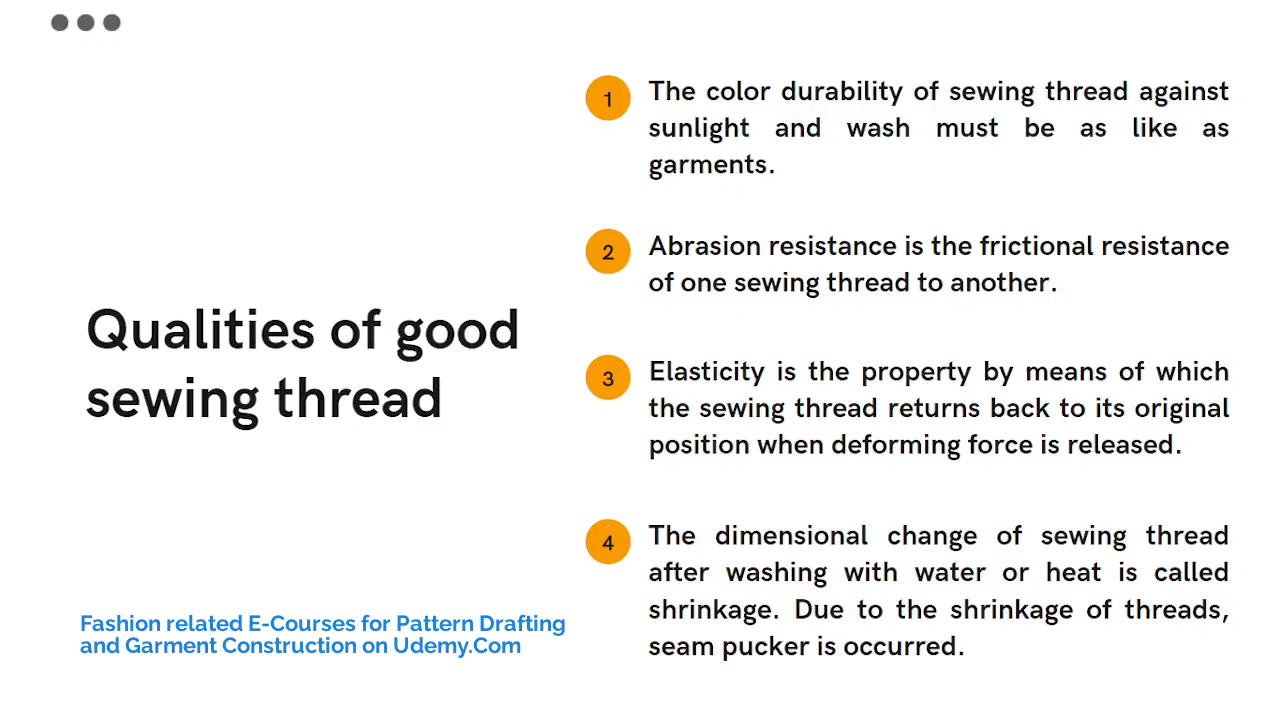 Qualities of good
sewing thread
1
The color durability of sewing thread against
sunlight and wash must be as like as
garments.
2
Abrasion resistance is the frictional resistance
of one sewing thread to another.
3
Elasticity is the property by means of which
the sewing thread returns back to its original
position when deforming force is released.
4
The dimensional change of sewing thread
after washing with water or heat is called
shrinkage. Due to the shrinkage of threads,
seam pucker is occurred.
Fashion related E-Courses for Pattern Drafting
and Garment Construction on Udemy.Com